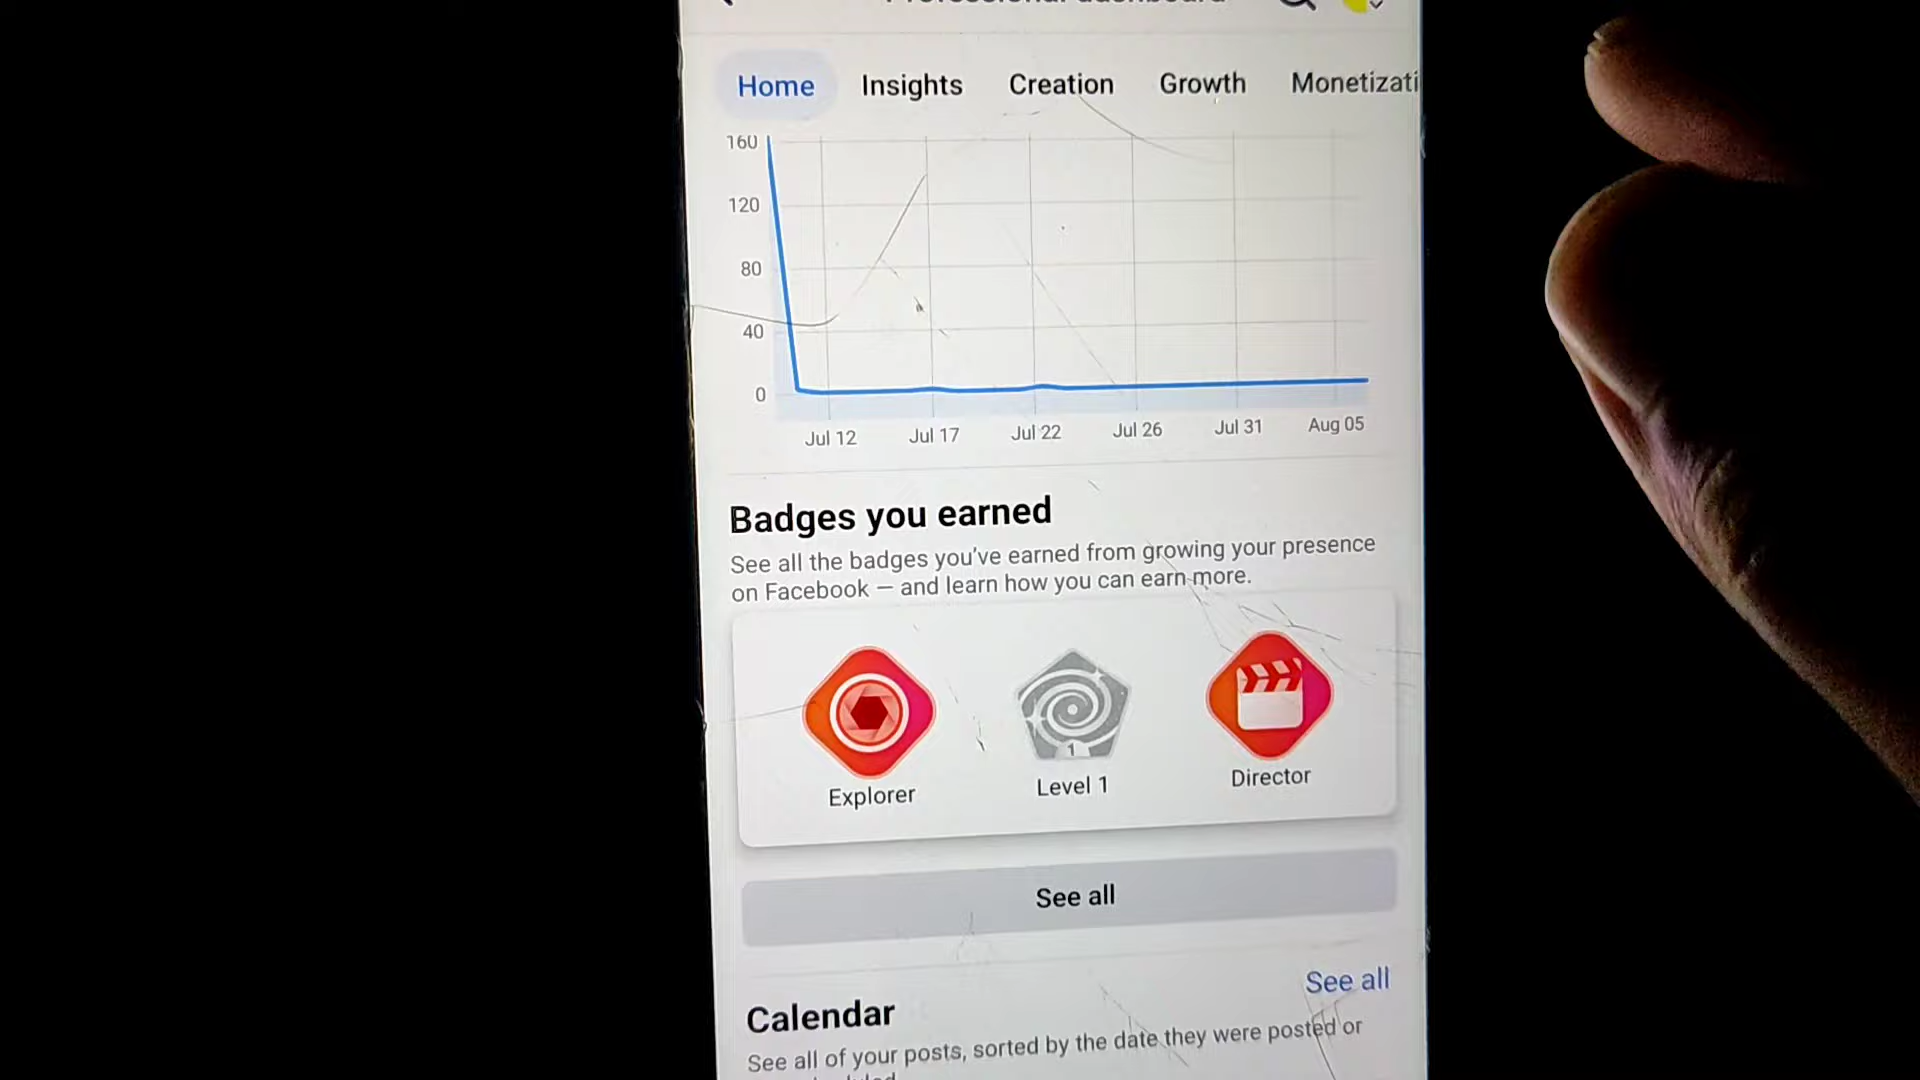 Professional dashboard
Home Insights Creation Growth Monetizati
160
120
80
40
0
Jul 12 Jul 17 Jul 22 Jul 26 Jul 31 Aug 05
Badges you earned
See all the badges you've earned from growing your presence
on Facebook — and learn how you can earn more.
1
Explorer Level 1 Director
See all
Calendar See all
See all of your posts, sorted by the date they were posted or